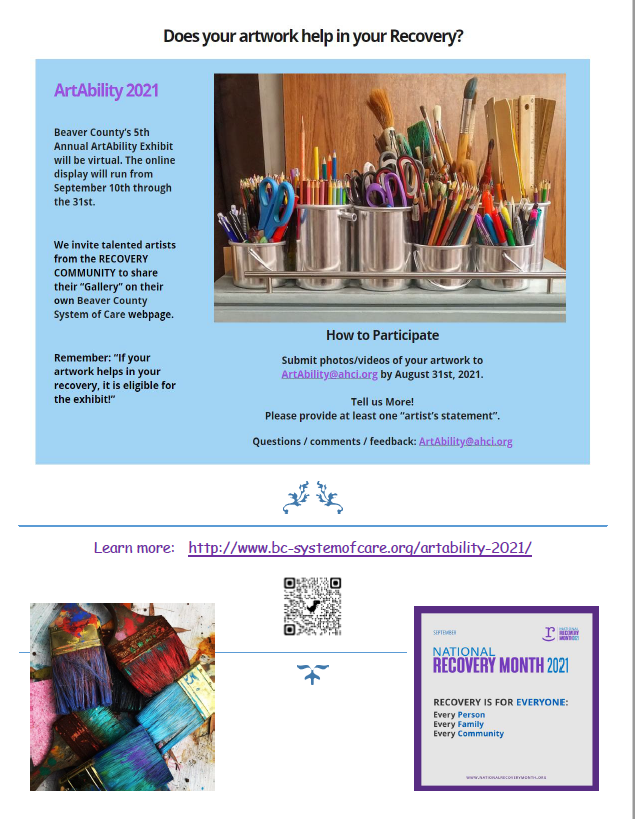 Does your artwork help in your Recovery?
ArtAbility 2021
Beaver County's 5th
Annual ArtAbility Exhibit
will be virtual. The online
display will run from
September 10th through
the 31st.
We invite talented artists
from the RECOVERY
COMMUNITY to share
their "Gallery" on their
own Beaver County
System of Care webpage.
Remember: "If your
artwork helps in your
recovery, it is eligible for
the exhibit!"
How to Participate
Submit photos/videos of your artwork to
ArtAbility@ahci.org by August 31st, 2021.
Tell us More!
Please provide at least one "artist's statement".
Questions / comments / feedback: ArtAbility@ahci.org
Learn more: http://www.bc-systemofcare.org/artability-2021/
SEPTEMBER
NATIONAL
RECOVERY
MONTH
NATIONAL
RECOVERY MONTH 2021
RECOVERY IS FOR EVERYONE:
Every Person
Every Family
Every Community
WWW.NATIONALRECOVERYMONTH.ORG